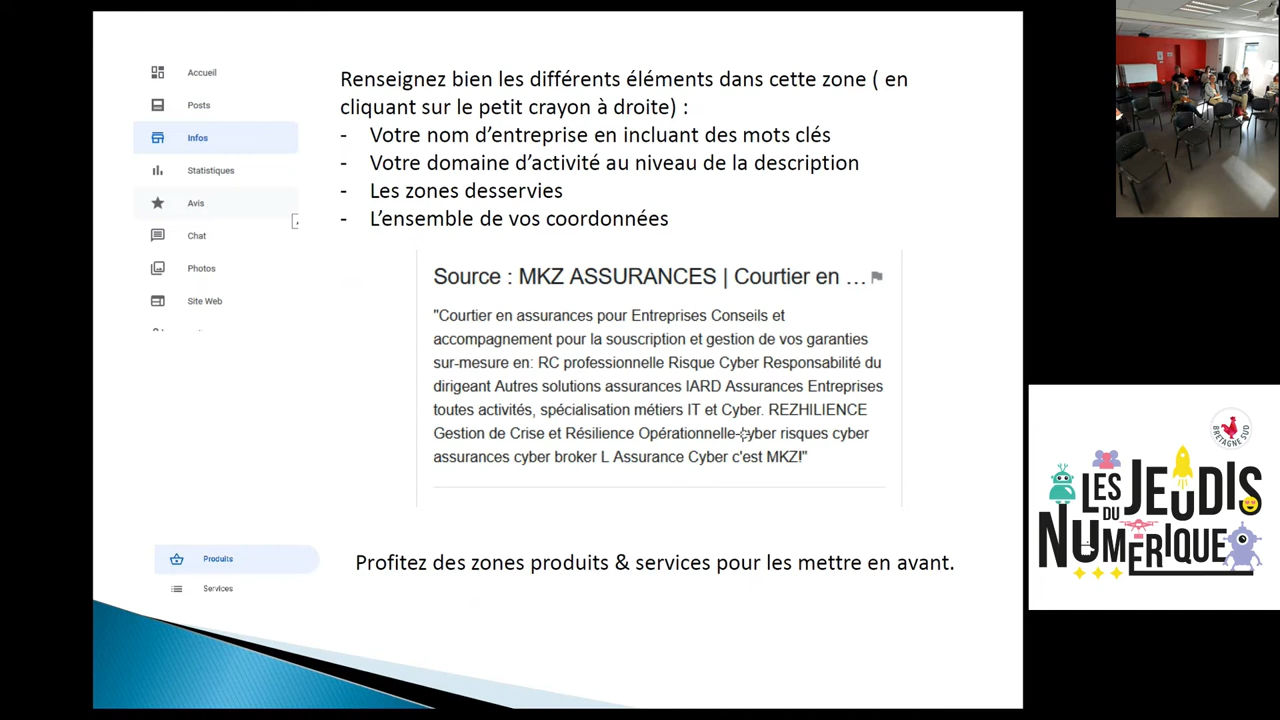 Accueil
Posts
Infos
Statistiques
Avis
Chat
Photos
Site Web
Renseignez bien les différents éléments dans cette zone ( en
cliquant sur le petit crayon à droite) :
- Votre nom d'entreprise en incluant des mots clés
- Votre domaine d'activité au niveau de la description
- Les zones desservies
- L'ensemble de vos coordonnées
Source : MKZ ASSURANCES | Courtier en ...
"Courtier en assurances pour Entreprises Conseils et
accompagnement pour la souscription et gestion de vos garanties
sur-mesure en: RC professionnelle Risque Cyber Responsabilité du
dirigeant Autres solutions assurances IARD Assurances Entreprises
toutes activités, spécialisation métiers IT et Cyber. REZHILIENCE
Gestion de Crise et Résilience Opérationnelle-cyber risques cyber
assurances cyber broker L Assurance Cyber c'est MKZ!"
Produits
Services
Profitez des zones produits & services pour les mettre en avant.
BRETAGNE SUD
LES JEUDIS
DU
NUMERIQUE